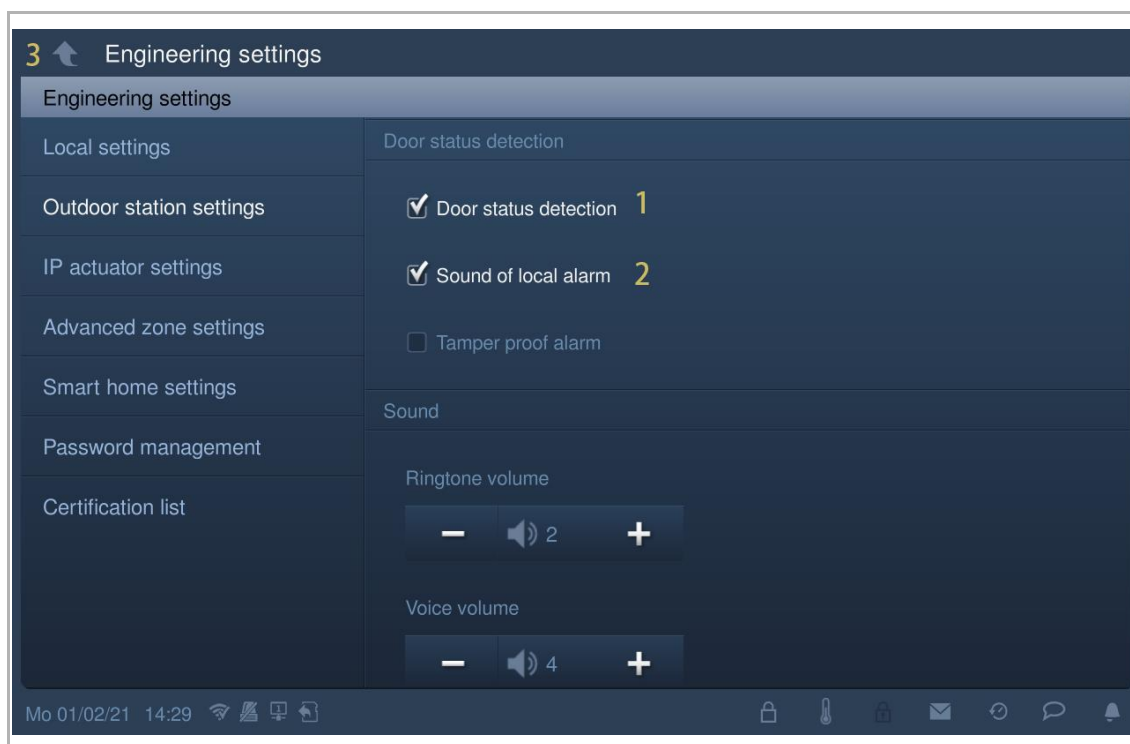 3 Engineering settings
Engineering settings
Local settings
Outdoor station settings
IP actuator settings
Advanced zone settings
Smart home settings
Password management
Certification list
Door status detection
Door status detection 1
Sound of local alarm 2
Tamper proof alarm
Sound
Ringtone volume
− 2 +
Voice volume
− 4 +
Mo 01/02/21 14:29